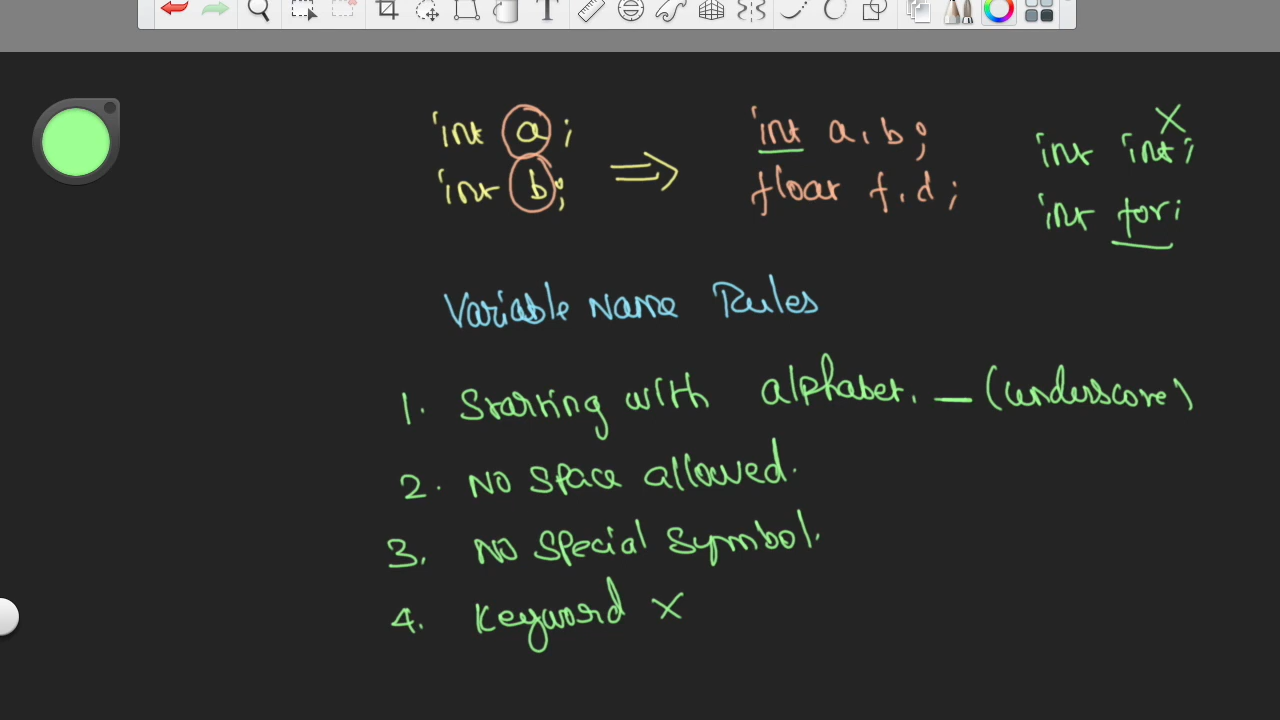 int a;
int b;
⇒
int a, b;
float f, d;
int int; X
int for;
Variable Name Rules
1. Starting with alphabet. _ (underscore)
2. No space allowed.
3. No special symbol.
4. Keyword X